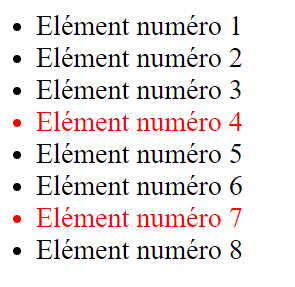 • Elément numéro 1
• Elément numéro 2
• Elément numéro 3
• Elément numéro 4
• Elément numéro 5
• Elément numéro 6
• Elément numéro 7
• Elément numéro 8